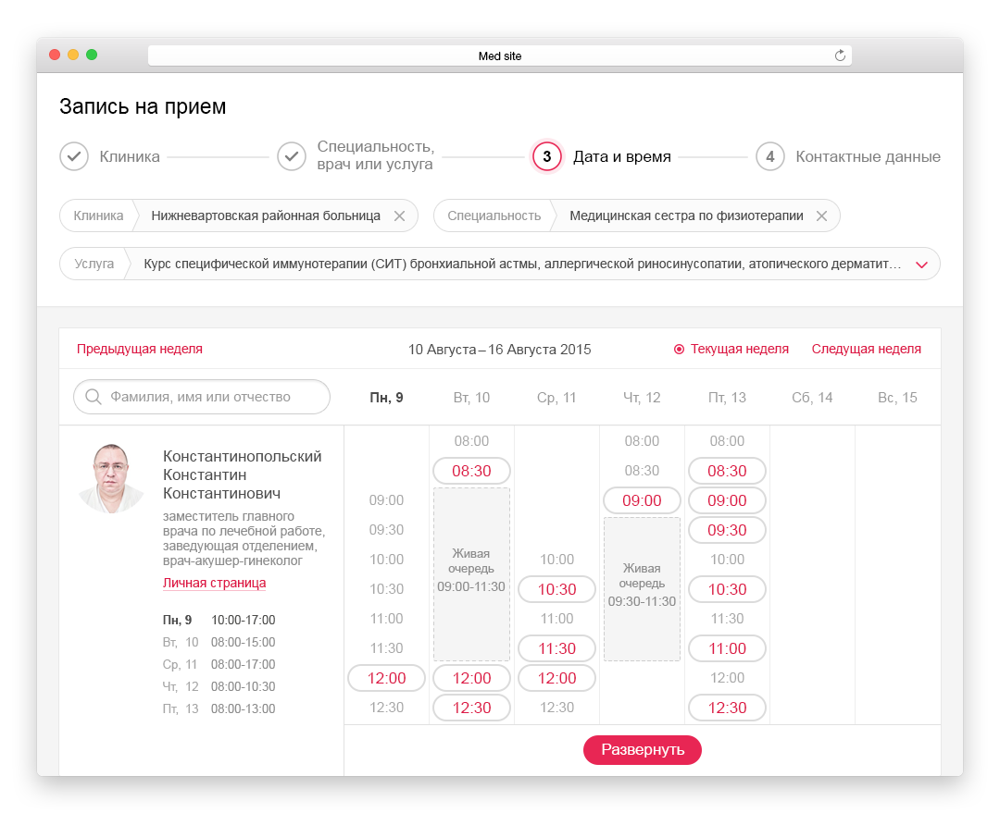 Med site
Запись на прием
Клиника
Специальность,
врач или услуга
3
Дата и время
4
Контактные данные
Клиника
Нижневартовская районная больница
Специальность
Медицинская сестра по физиотерапии
Услуга
Курс специфической иммунотерапии (СИТ) бронхиальной астмы, аллергической риносинусопатии, атопического дерматит...
Предыдущая неделя
10 Августа – 16 Августа 2015
Текущая неделя
Следущая неделя
Фамилия, имя или отчество
Пн, 9
Вт, 10
Ср, 11
Чт, 12
Пт, 13
Сб, 14
Вс, 15
Константинопольский
Константин
Константинович
заместитель главного
врача по лечебной работе,
заведующая отделением,
врач-акушер-гинеколог
Личная страница
Пн, 9 10:00-17:00
Вт, 10 08:00-15:00
Ср, 11 08:00-17:00
Чт, 12 08:00-10:30
Пт, 13 08:00-13:00
09:00
09:30
10:00
10:30
11:00
11:30
12:00
12:30
08:00
08:30
Живая
очередь
09:00-11:30
12:00
12:30
10:00
10:30
11:00
11:30
12:00
12:30
08:00
08:30
09:00
Живая
очередь
09:30-11:30
08:00
08:30
09:00
09:30
10:00
10:30
11:30
11:00
12:00
12:30
Развернуть